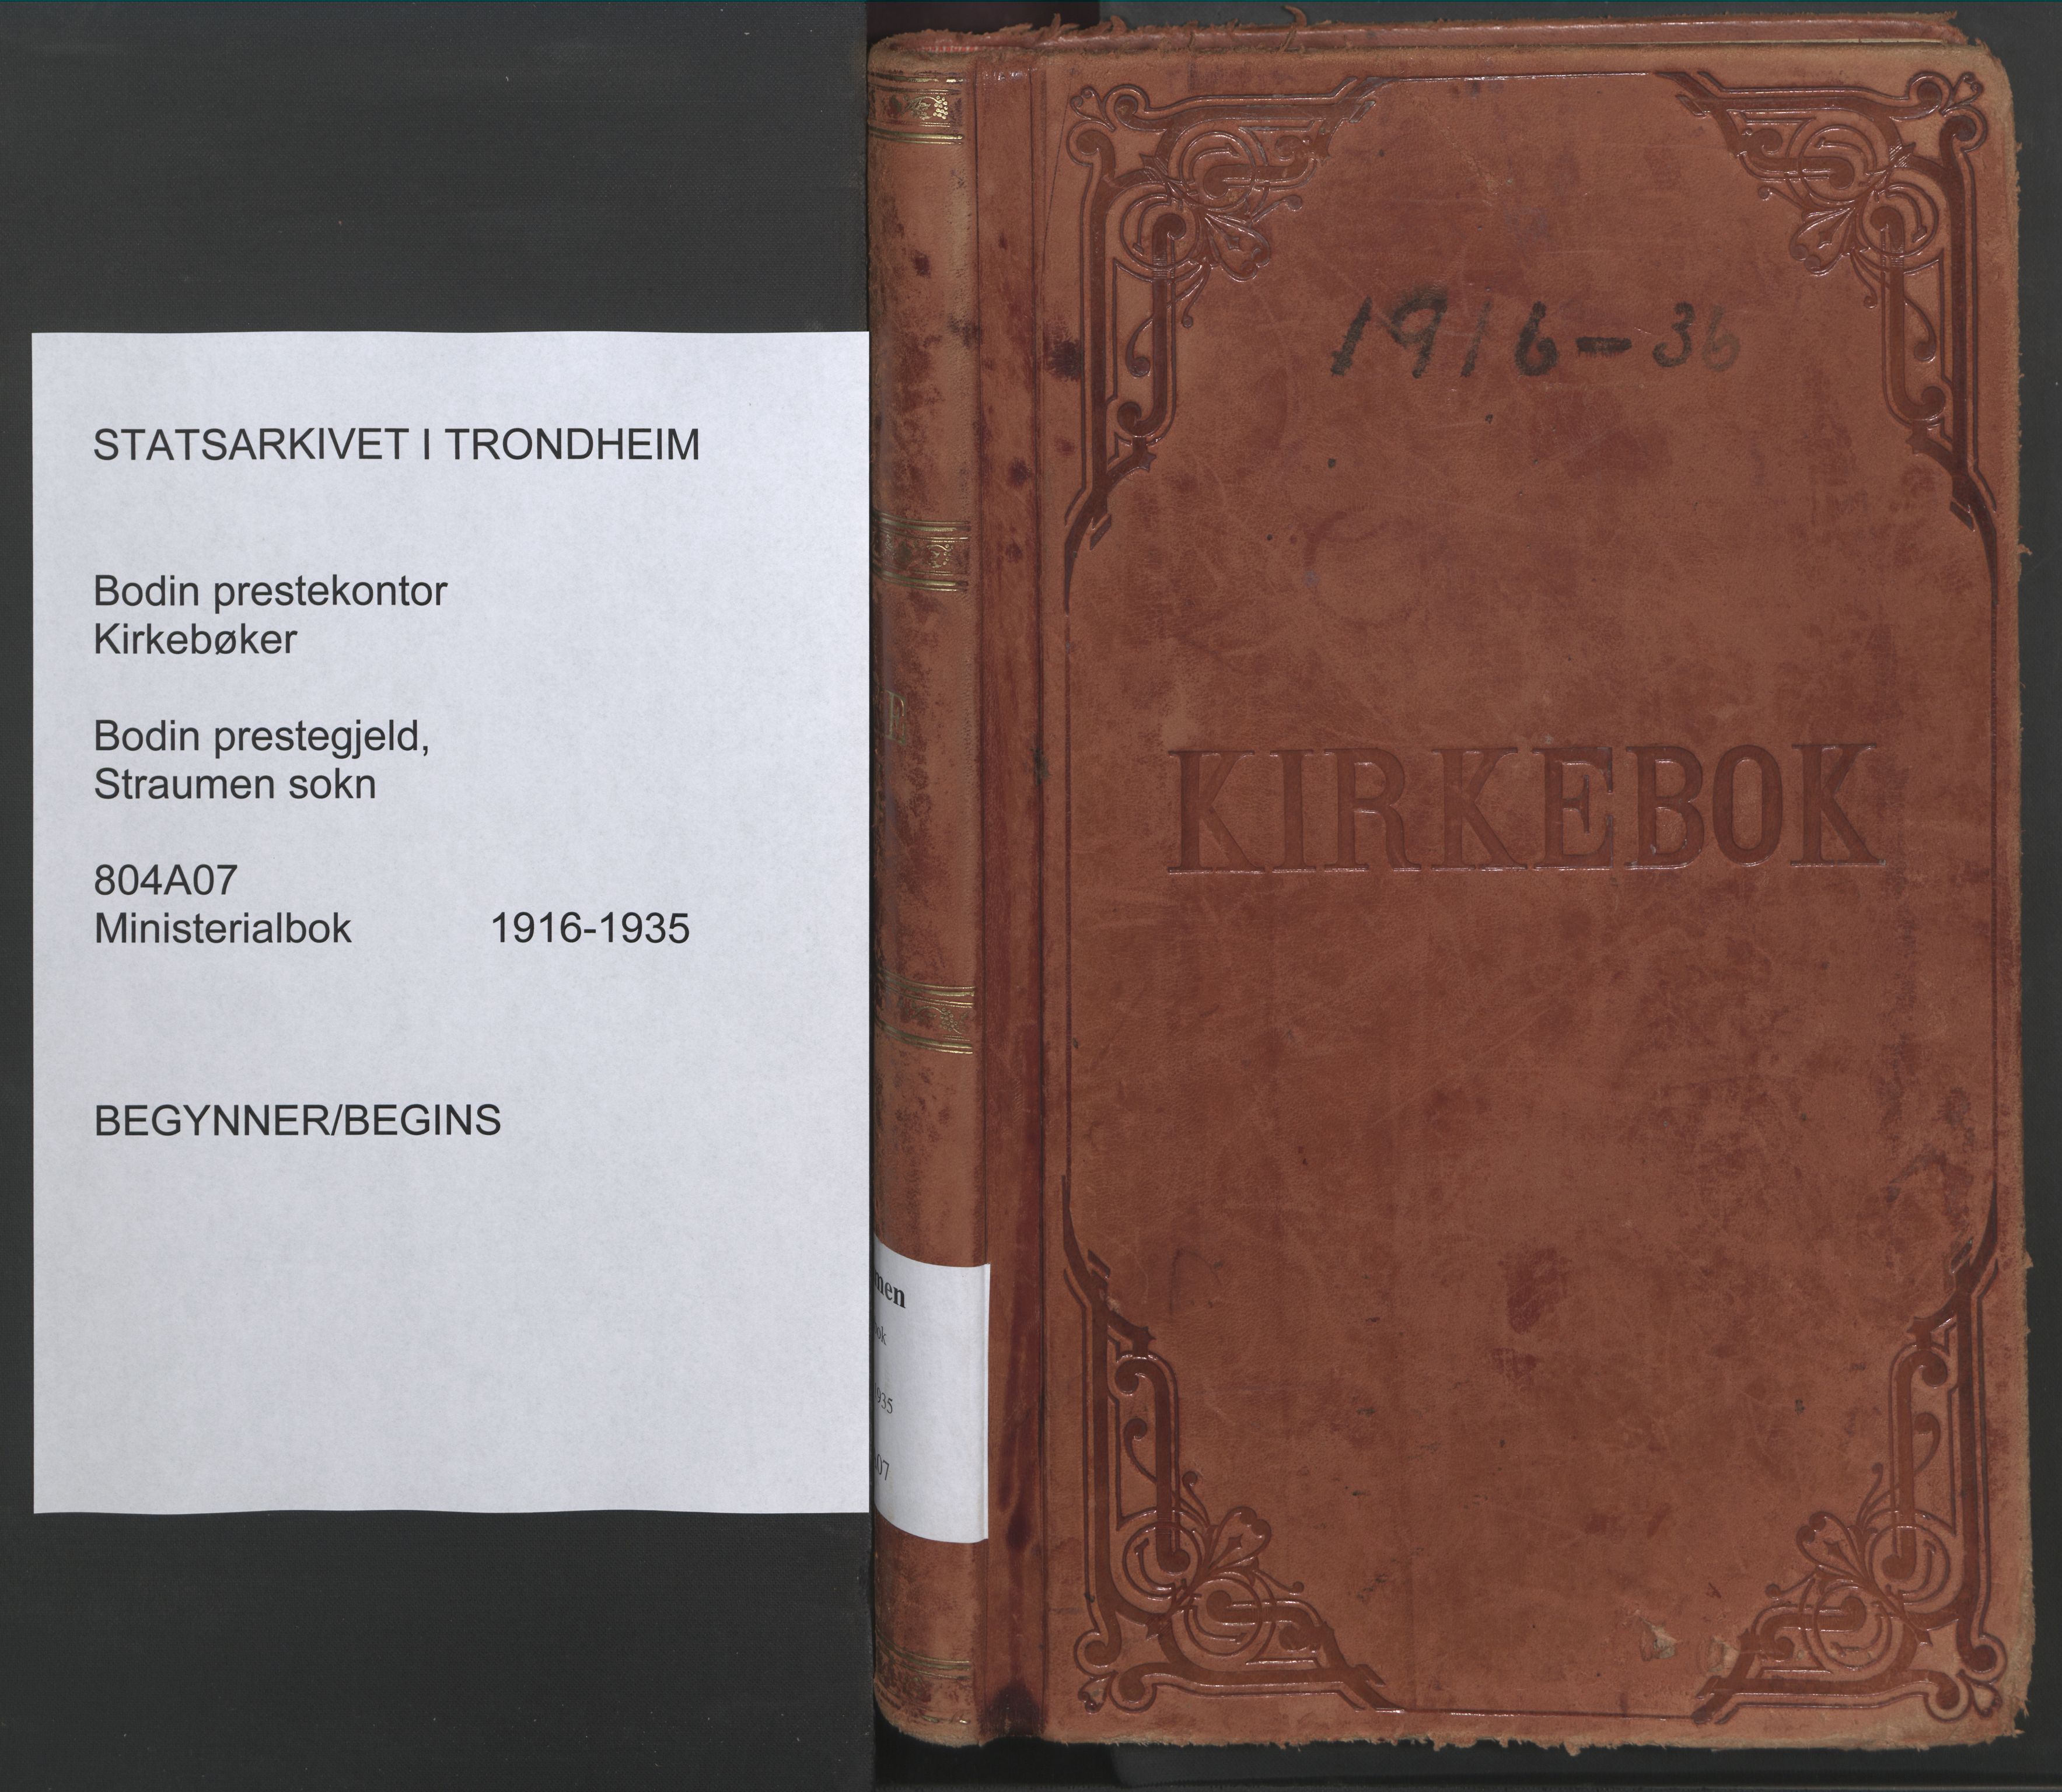 STATSARKIVET I TRONDHEIM
Bodin prestekontor
Kirkebøker
Bodin prestegjeld,
Straumen sokn
804A07
Ministerialbok 1916-1935
BEGYNNER/BEGINS
1916-36
KIRKEBOK